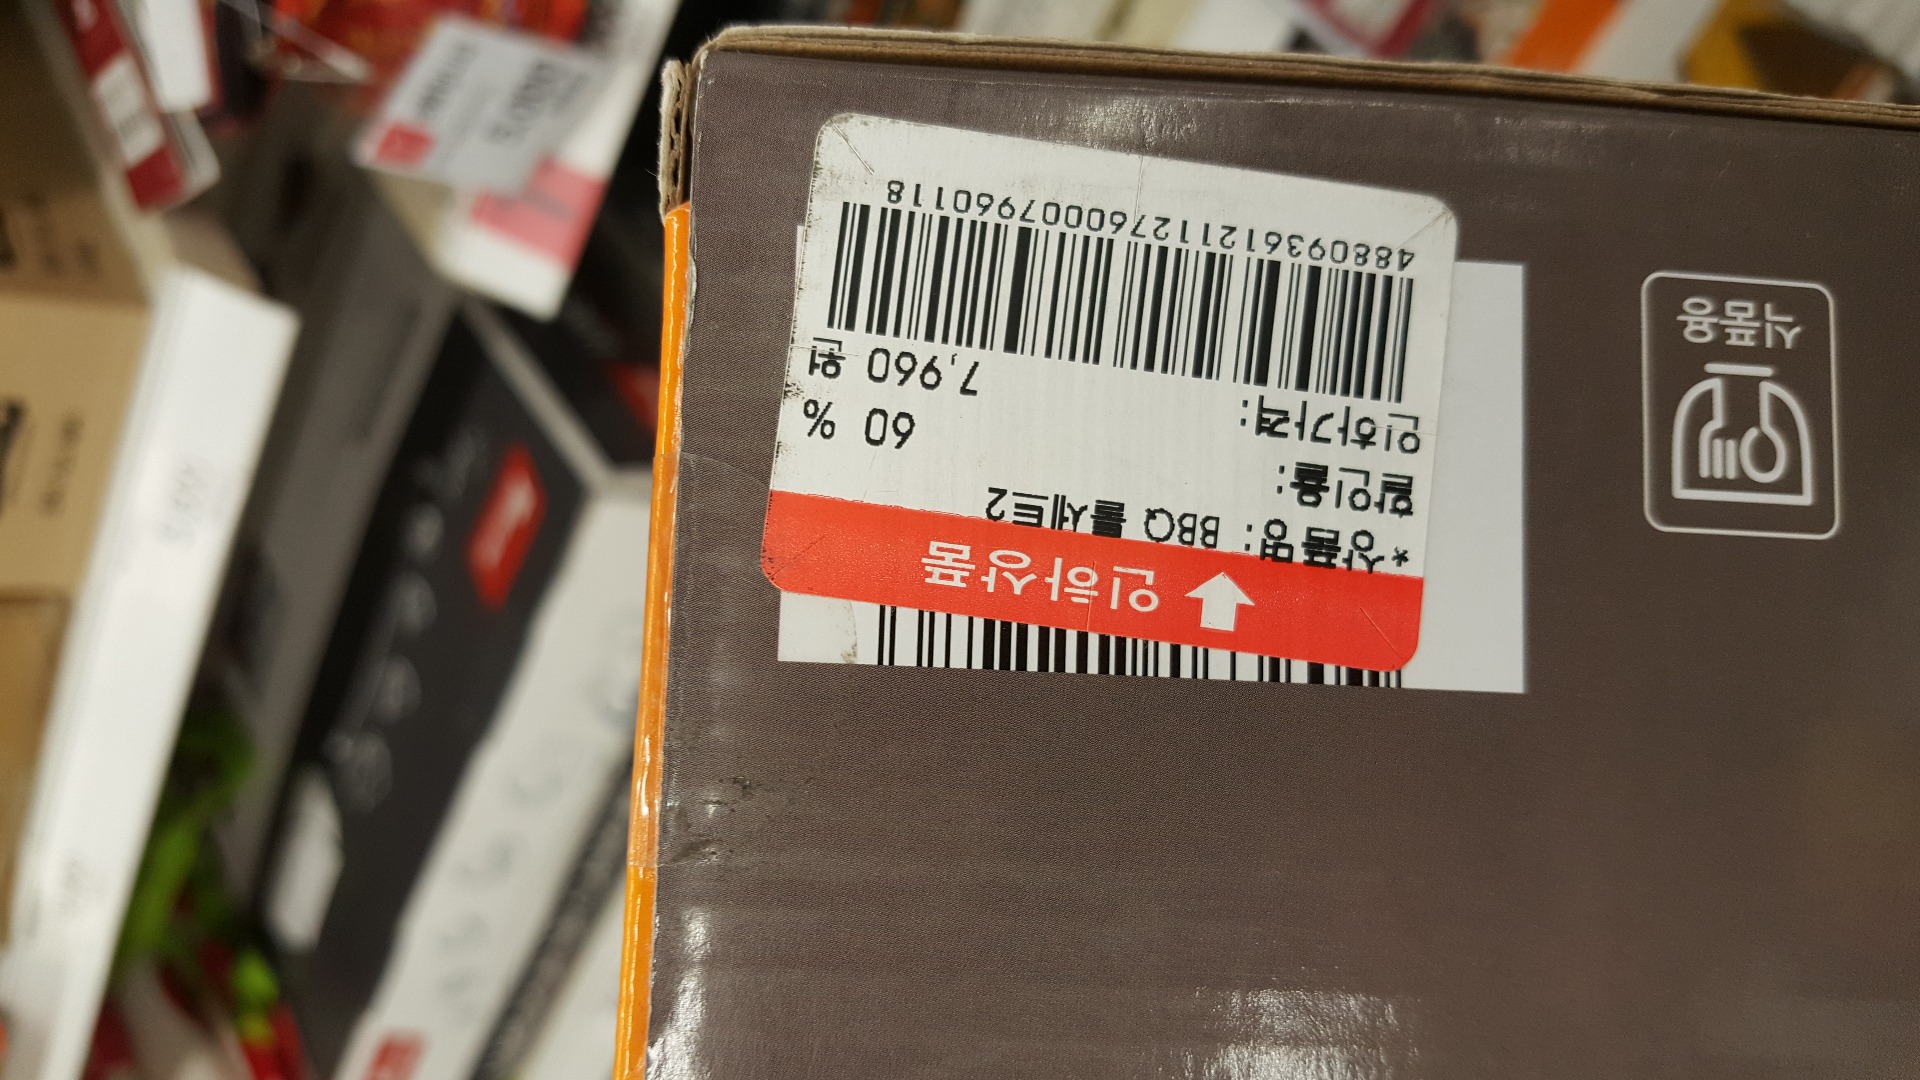 인하상품
*상품명: BBQ 툴세트2
할인율: 60 %
인하가격: 7,960 원
488093612112760007960118
식품용